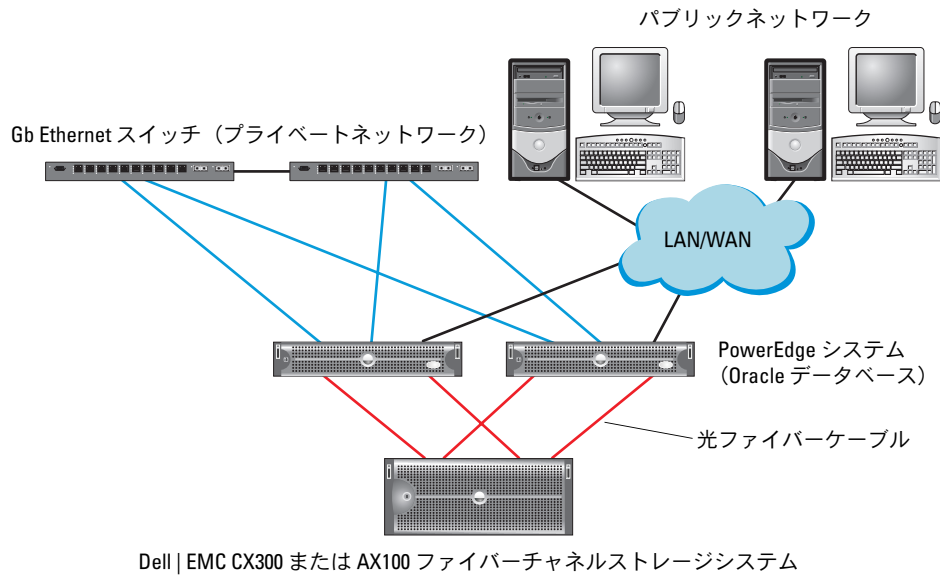 パブリックネットワーク
Gb Ethernet スイッチ（プライベートネットワーク）
LAN/WAN
PowerEdge システム
（Oracle データベース）
光ファイバーケーブル
Dell | EMC CX300 または AX100 ファイバーチャネルストレージシステム